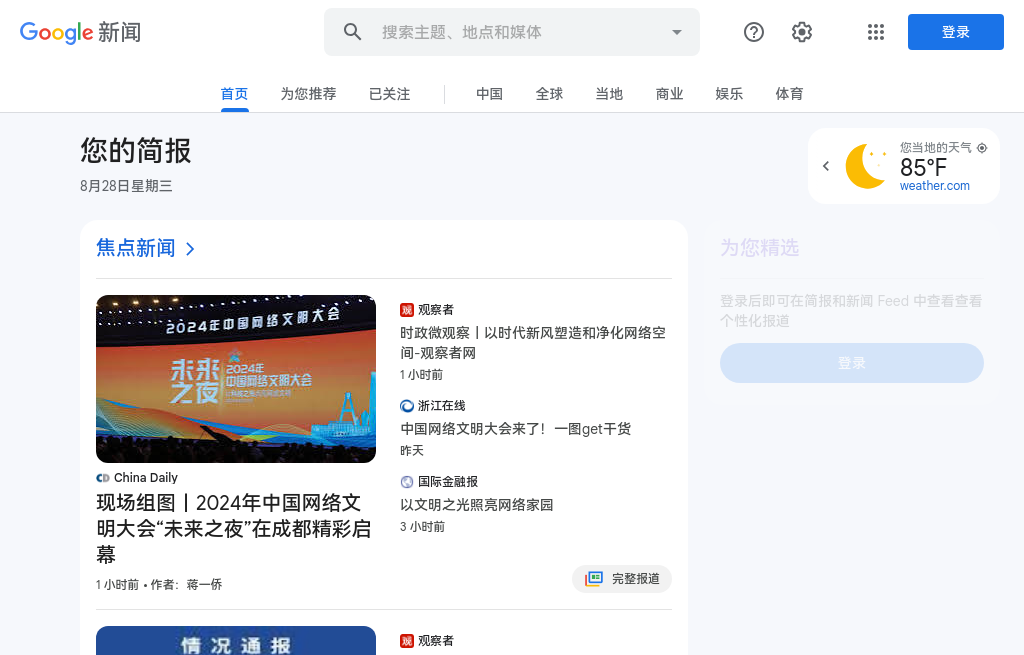 Google 新闻
搜索主题、地点和媒体
登录
首页
为您推荐
已关注
中国
全球
当地
商业
娱乐
体育
您的简报
8月28日星期三
您当地的天气
85°F
weather.com
焦点新闻
2024年中国网络文明大会
未来
之夜
2024年
中国网络文明大会
China Daily
现场组图丨2024年中国网络文
明大会“未来之夜”在成都精彩启
幕
1 小时前 • 作者：蒋一侨
观察者
时政微观察丨以时代新风塑造和净化网络空
间-观察者网
1 小时前
浙江在线
中国网络文明大会来了！一图get干货
昨天
国际金融报
以文明之光照亮网络家园
3 小时前
完整报道
为您精选
登录后即可在简报和新闻 Feed 中查看查看
个性化报道
登录
情况通报
观察者